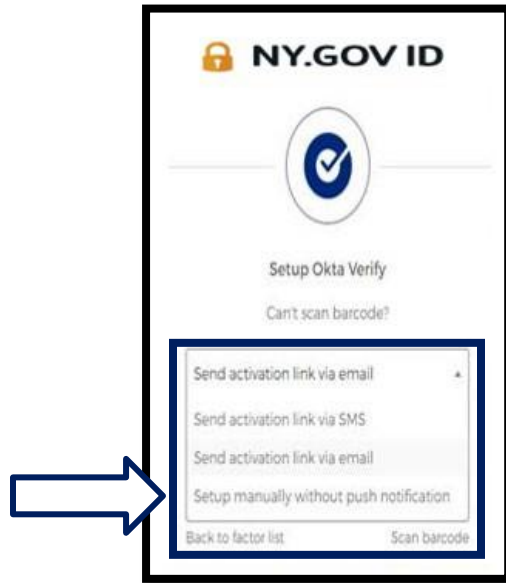 NY.GOV ID
Setup Okta Verify
Can't scan barcode?
Send activation link via email
Send activation link via SMS
Send activation link via email
Setup manually without push notification
Back to factor list Scan barcode